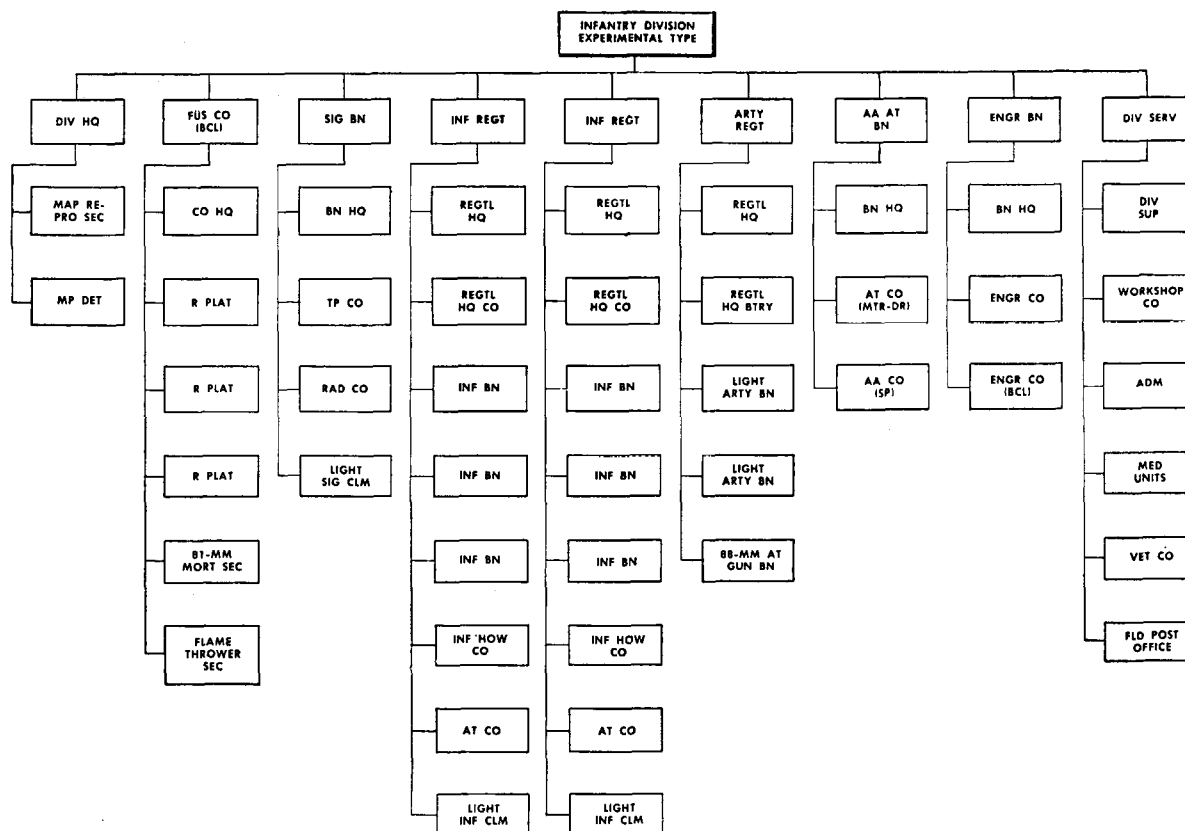 INFANTRY DIVISION
EXPERIMENTAL TYPE
DIV HQ
FUS CO
(BCL)
SIG BN
INF REGT
INF REGT
ARTY
REGT
AA AT
BN
ENGR BN
DIV SERV
MAP RE-
PRO SEC
MP DET
CO HQ
R PLAT
R PLAT
R PLAT
81-MM
MORT SEC
FLAME
THROWER
SEC
BN HQ
TP CO
RAD CO
LIGHT
SIG CLM
REGTL
HQ
REGTL
HQ CO
INF BN
INF BN
INF BN
INF HOW
CO
AT CO
LIGHT
INF CLM
REGTL
HQ
REGTL
HQ CO
INF BN
INF BN
INF BN
INF HOW
CO
AT CO
LIGHT
INF CLM
REGTL
HQ
REGTL
HQ BTRY
LIGHT
ARTY BN
LIGHT
ARTY BN
88-MM AT
GUN BN
BN HQ
AT CO
(MTR-DR)
AA CO
(SP)
BN HQ
ENGR CO
ENGR CO
(BCL)
DIV
SUP
WORKSHOP
CO
ADM
MED
UNITS
VET CO
FLD POST
OFFICE